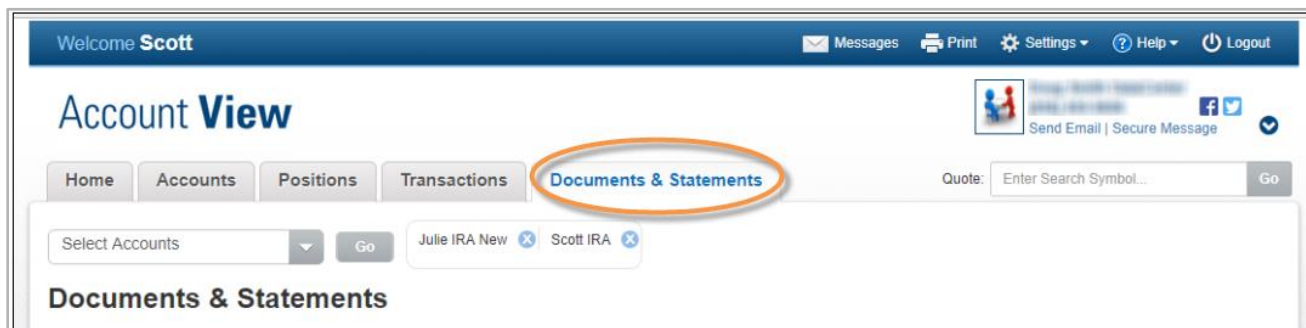 Welcome Scott
Messages Print Settings Help Logout
Account View
Send Email | Secure Message
Home Accounts Positions Transactions Documents & Statements
Quote: Enter Search Symbol... Go
Select Accounts Go Julie IRA New Scott IRA
Documents & Statements